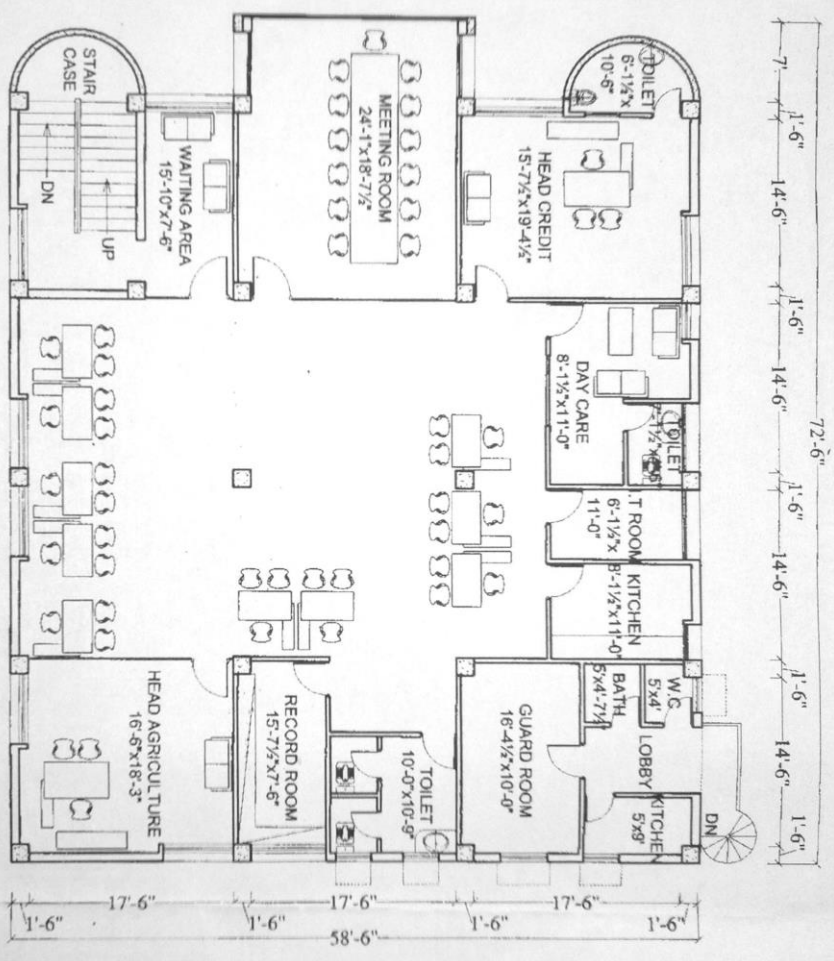 STAIR
CASE
DN
UP
WAITING AREA
15'-10"x7'-6"
MEETING ROOM
24'-1"x18'-7½"
TOILET
6'-1½"x
10'-6"
HEAD CREDIT
15'-7½"x19'-4½"
DAY CARE
8'-1½"x11'-0"
TOILET
I.T ROOM
6'-1½"x
11'-0"
KITCHEN
8'-1½"x11'-0"
HEAD AGRICULTURE
16'-6"x18'-3"
RECORD ROOM
15'-7½"x7'-6"
TOILET
10'-0"x10'-9"
GUARD ROOM
16'-4½"x10'-0"
BATH
5'x4'-7½"
W.C
5'x4'
LOBBY
KITCHEN
5'x9'
DN
7'
1'-6"
14'-6"
1'-6"
14'-6"
1'-6"
14'-6"
1'-6"
14'-6"
1'-6"
72'-6"
17'-6"
17'-6"
17'-6"
1'-6"
1'-6"
1'-6"
1'-6"
58'-6"